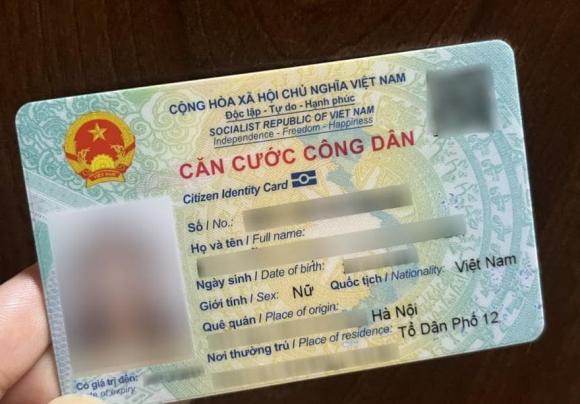 CỘNG HÒA XÃ HỘI CHỦ NGHĨA VIỆT NAM
Độc lập - Tự do - Hạnh phúc
SOCIALIST REPUBLIC OF VIET NAM
Independence - Freedom - Happiness
CĂN CƯỚC CÔNG DÂN
Citizen Identity Card
Số / No.:
Họ và tên / Full name:
Ngày sinh / Date of birth:
Giới tính / Sex: Nữ Quốc tịch / Nationality: Việt Nam
Quê quán / Place of origin:
Hà Nội
Nơi thường trú / Place of residence: Tổ Dân Phố 12
Có giá trị đến:
Date of expiry
VIỆT NAM